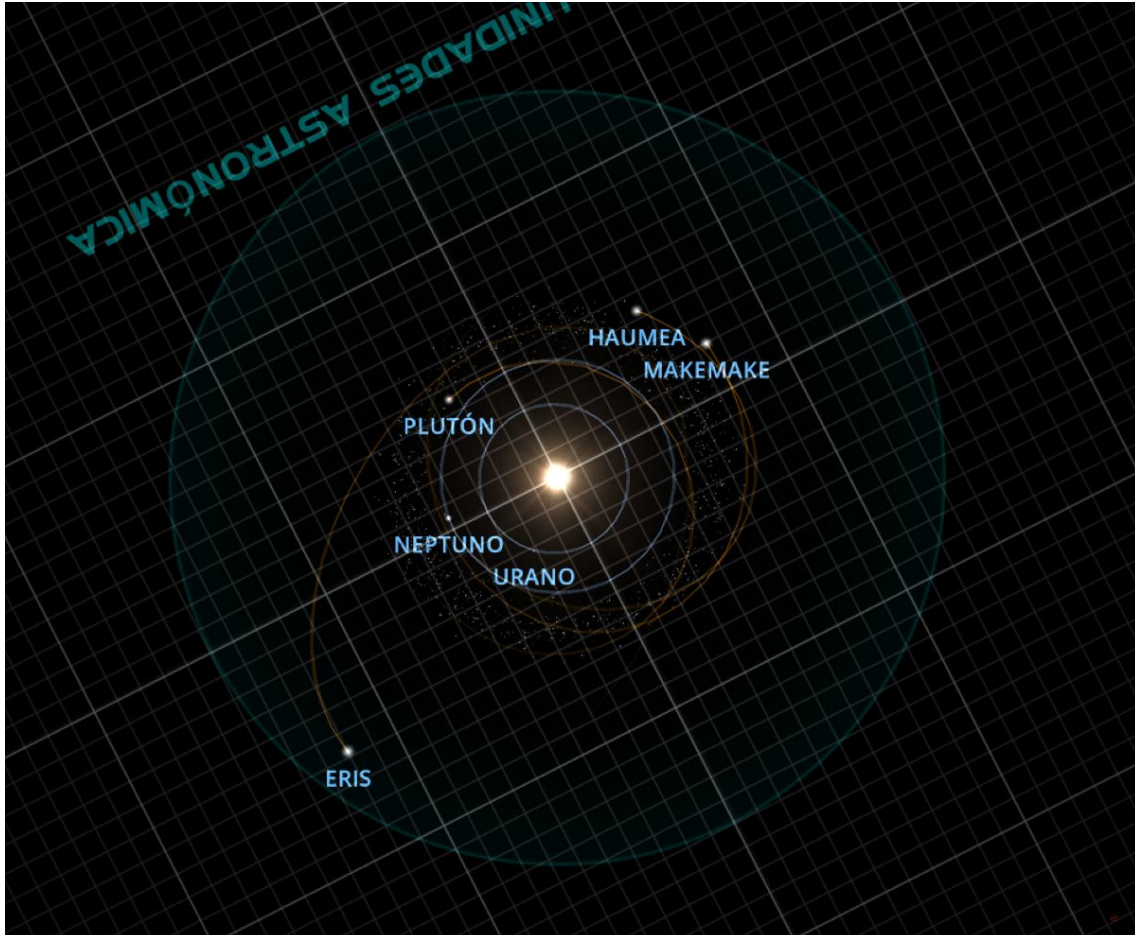 UNIDADES ASTRONÓMICA
HAUMEA
MAKEMAKE
PLUTÓN
NEPTUNO
URANO
ERIS